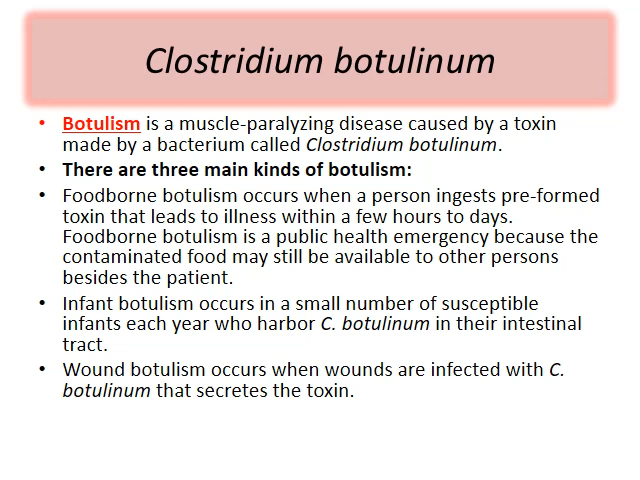 Clostridium botulinum
• Botulism is a muscle-paralyzing disease caused by a toxin
made by a bacterium called Clostridium botulinum.
• There are three main kinds of botulism:
• Foodborne botulism occurs when a person ingests pre-formed
toxin that leads to illness within a few hours to days.
Foodborne botulism is a public health emergency because the
contaminated food may still be available to other persons
besides the patient.
• Infant botulism occurs in a small number of susceptible
infants each year who harbor C. botulinum in their intestinal
tract.
• Wound botulism occurs when wounds are infected with C.
botulinum that secretes the toxin.